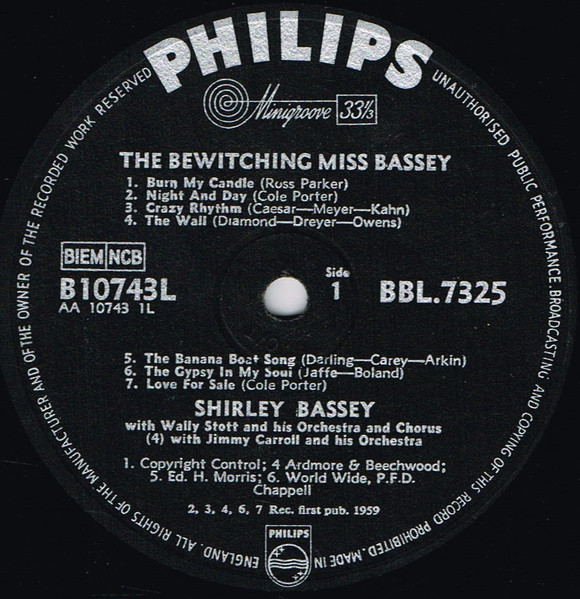 PHILIPS
Minigroove 33⅓
THE BEWITCHING MISS BASSEY
1. Burn My Candle (Ross Parker)
2. Night And Day (Cole Porter)
3. Crazy Rhythm (Caesar—Meyer—Kahn)
4. The Wall (Diamond—Dreyer—Owens)
BIEM NCB
B10743L
AA 10743 1L
Side
1
BBL.7325
5. The Banana Boat Song (Darling—Carey—Arkin)
6. The Gypsy In My Soul (Jaffe—Boland)
7. Love For Sale (Cole Porter)
SHIRLEY BASSEY
with Wally Stott and his Orchestra and Chorus
(4) with Jimmy Carroll and his Orchestra
1. Copyright Control; 4 Ardmore & Beechwood;
5. Ed. H. Morris; 6. World Wide, P.F.D.
Chappell
2, 3, 4, 6, 7 Rec. first pub. 1959
PHILIPS
MADE IN ENGLAND. ALL RIGHTS OF THE MANUFACTURER AND OF THE OWNER OF THE RECORDED WORK RESERVED
UNAUTHORISED PUBLIC PERFORMANCE BROADCASTING AND COPYING OF THIS RECORD PROHIBITED.